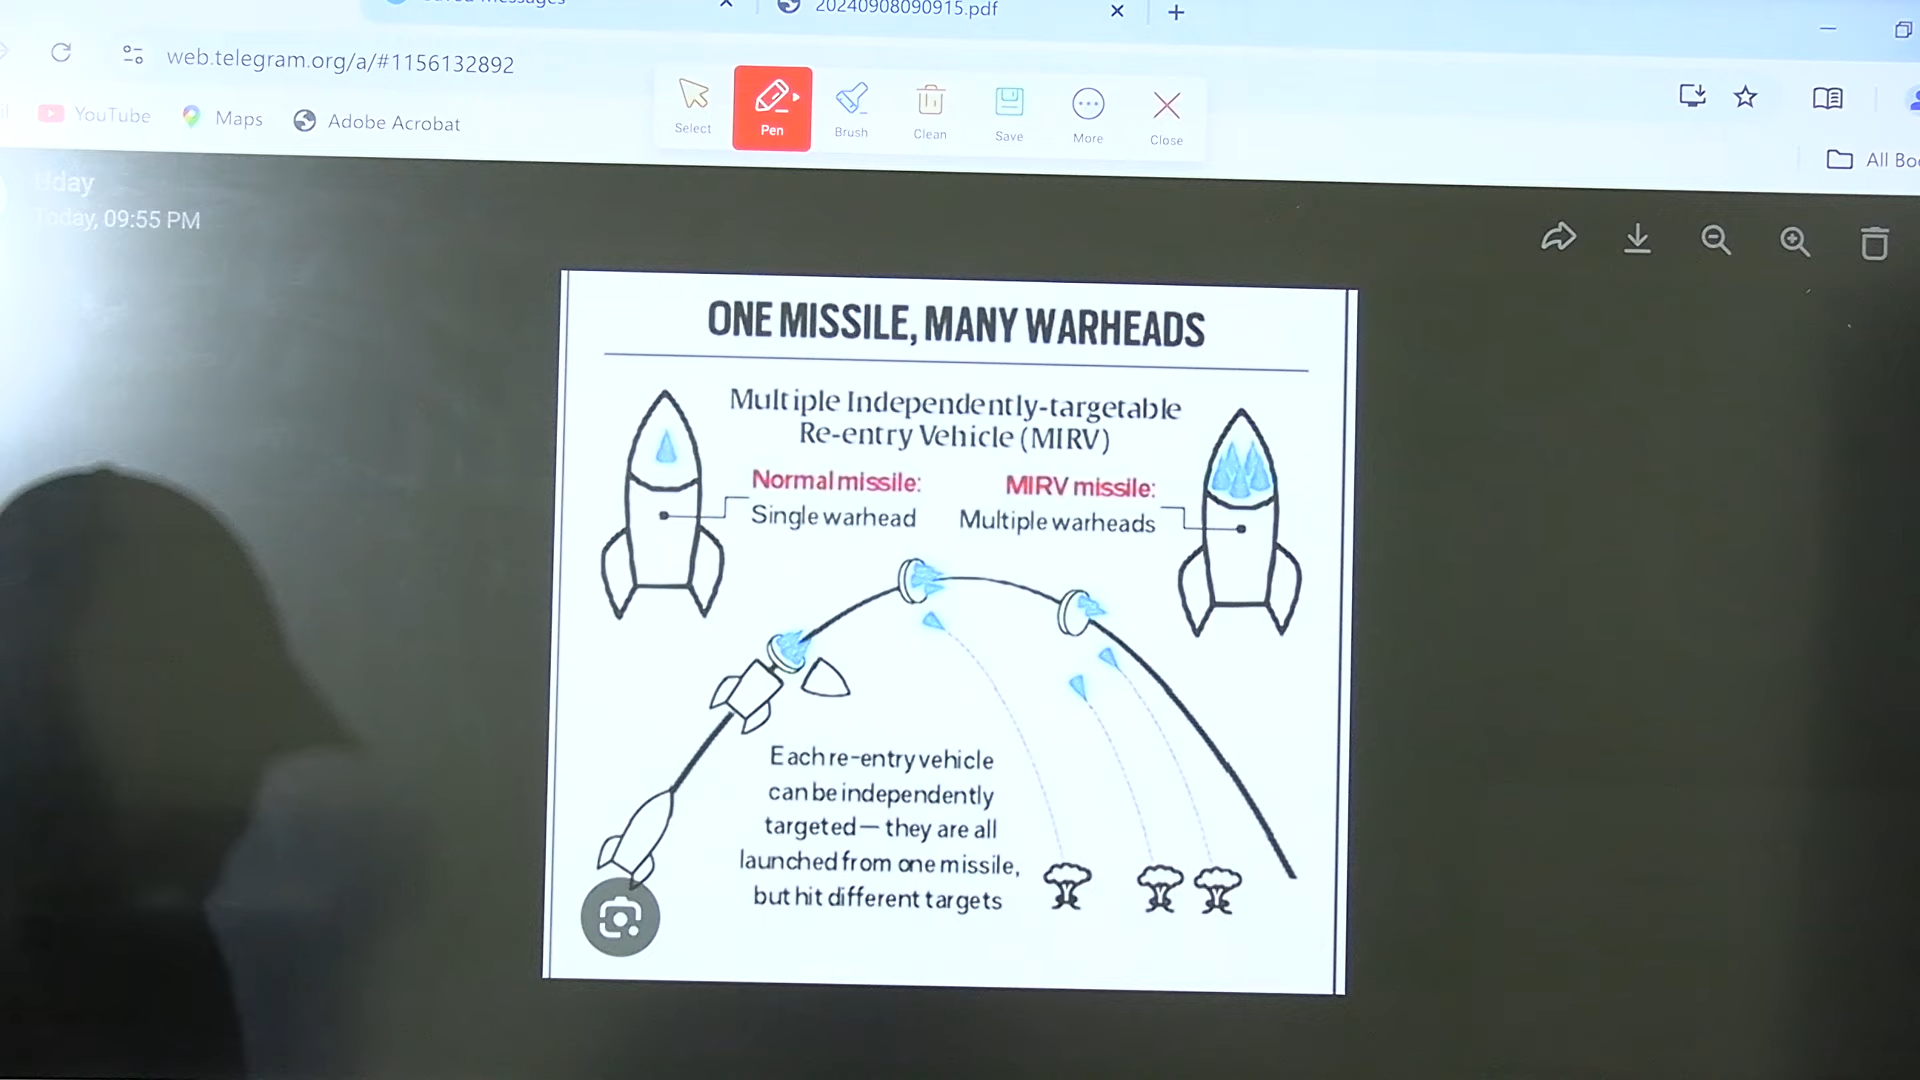 20240908090915.pdf
web.telegram.org/a/#1156132892
YouTube
Maps
Adobe Acrobat
Select
Pen
Brush
Clean
Save
More
Close
All
Uday
Today, 09:55 PM
ONE MISSILE, MANY WARHEADS
Multiple Independently-targetable
Re-entry Vehicle (MIRV)
Normal missile:
Single warhead
MIRV missile:
Multiple warheads
Each re-entry vehicle
can be independently
targeted— they are all
launched from one missile,
but hit different targets